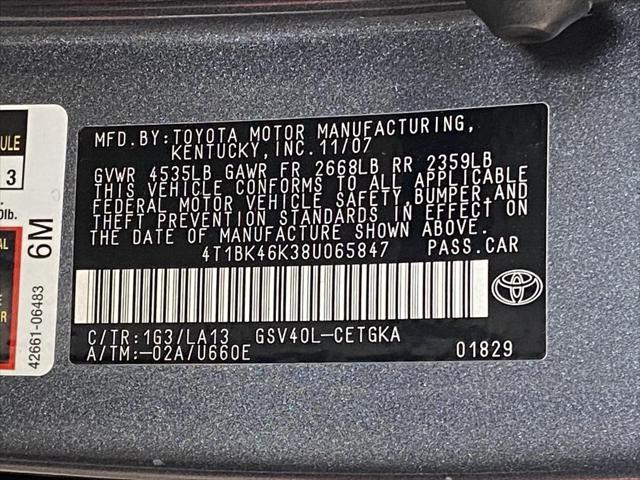 MFD. BY: TOYOTA MOTOR MANUFACTURING,
KENTUCKY, INC. 11/07
GVWR 4535LB GAWR FR 2668LB RR 2359LB
THIS VEHICLE CONFORMS TO ALL APPLICABLE
FEDERAL MOTOR VEHICLE SAFETY, BUMPER, AND
THEFT PREVENTION STANDARDS IN EFFECT ON
THE DATE OF MANUFACTURE SHOWN ABOVE.
4T1BK46K38U065847 PASS. CAR
C/TR: 1G3/LA13 GSV40L-CETGKA
A/TM: -02A/U660E 01829
3
6M
42661-06483